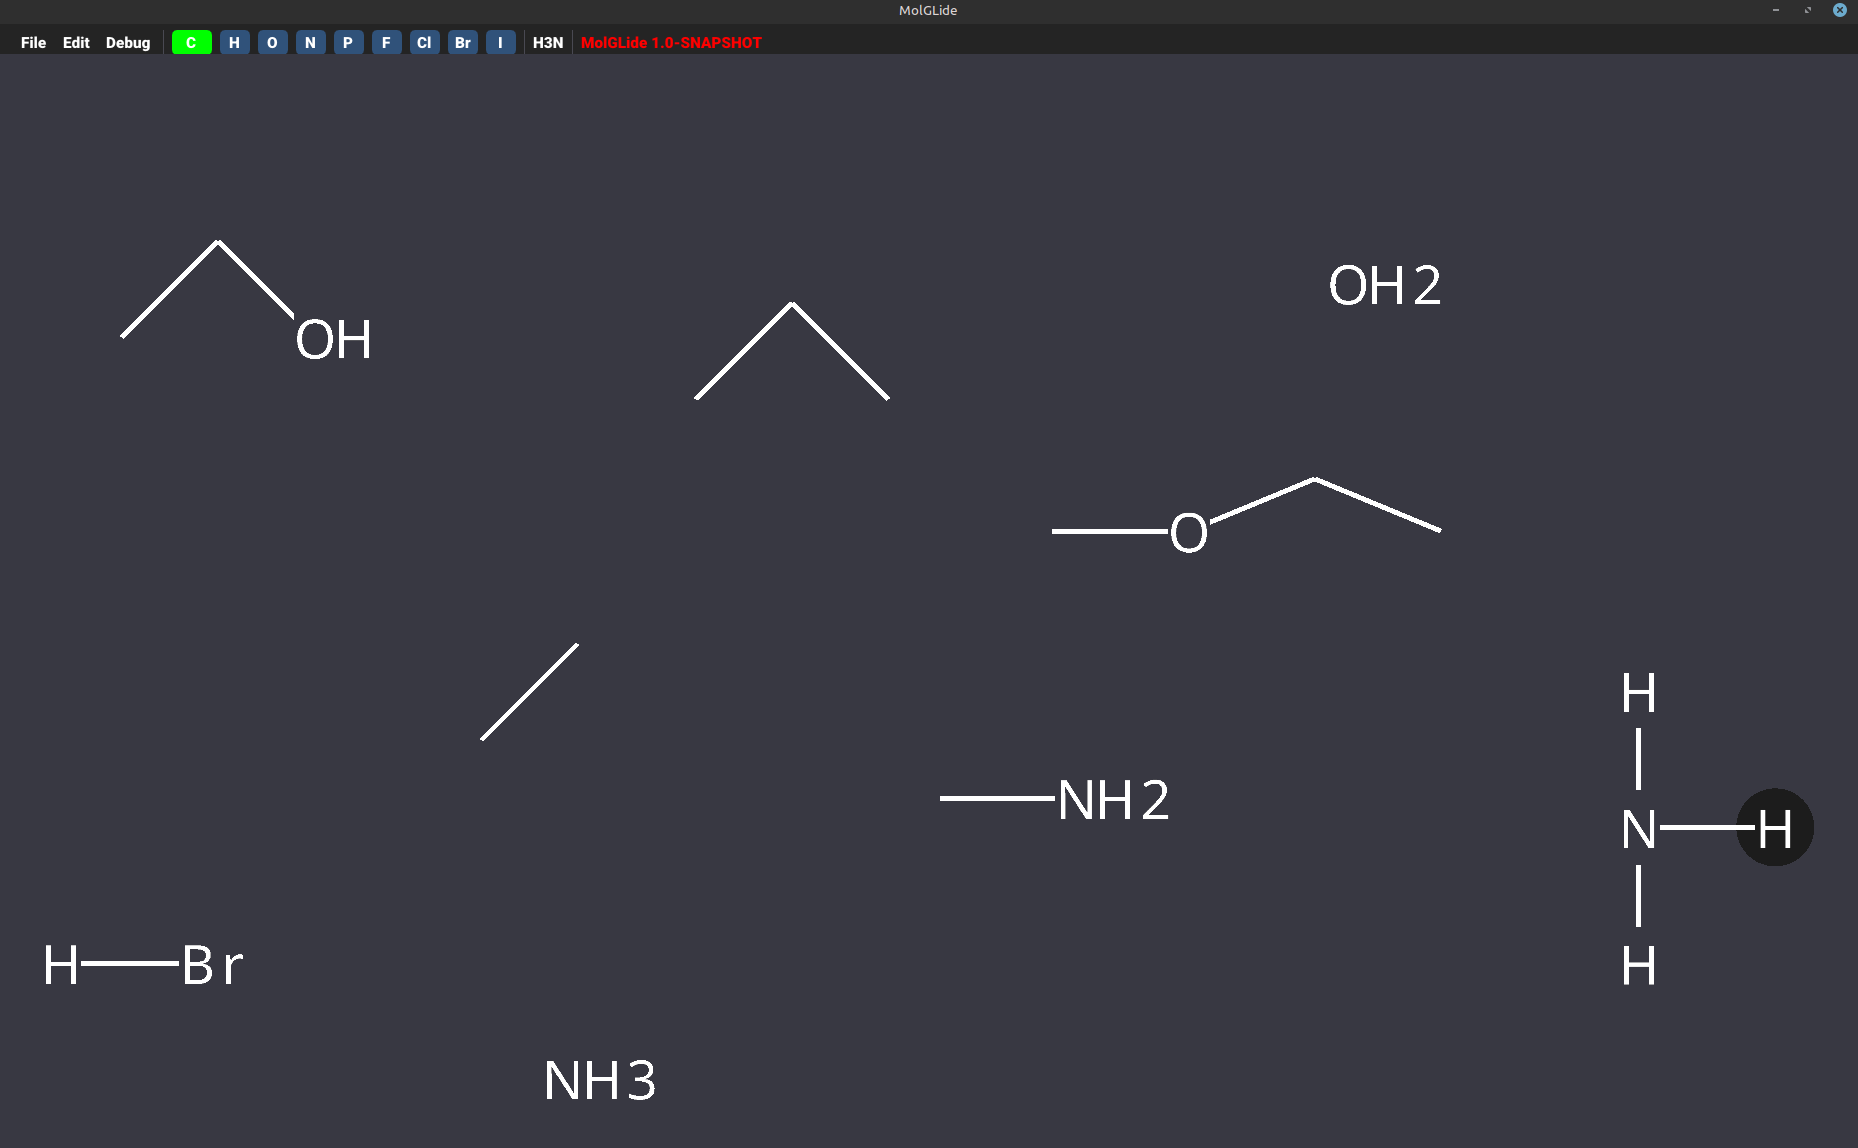 MolGLide
File Edit Debug C H O N P F Cl Br I H3N MolGLide 1.0-SNAPSHOT
OH2
OH
O
H
NH2
N H
H Br
H
NH3